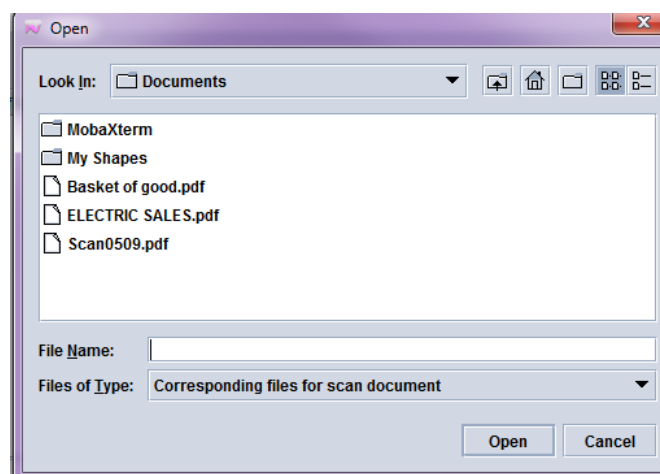 Open
Look In: Documents
MobaXterm
My Shapes
Basket of good.pdf
ELECTRIC SALES.pdf
Scan0509.pdf
File Name:
Files of Type: Corresponding files for scan document
Open Cancel